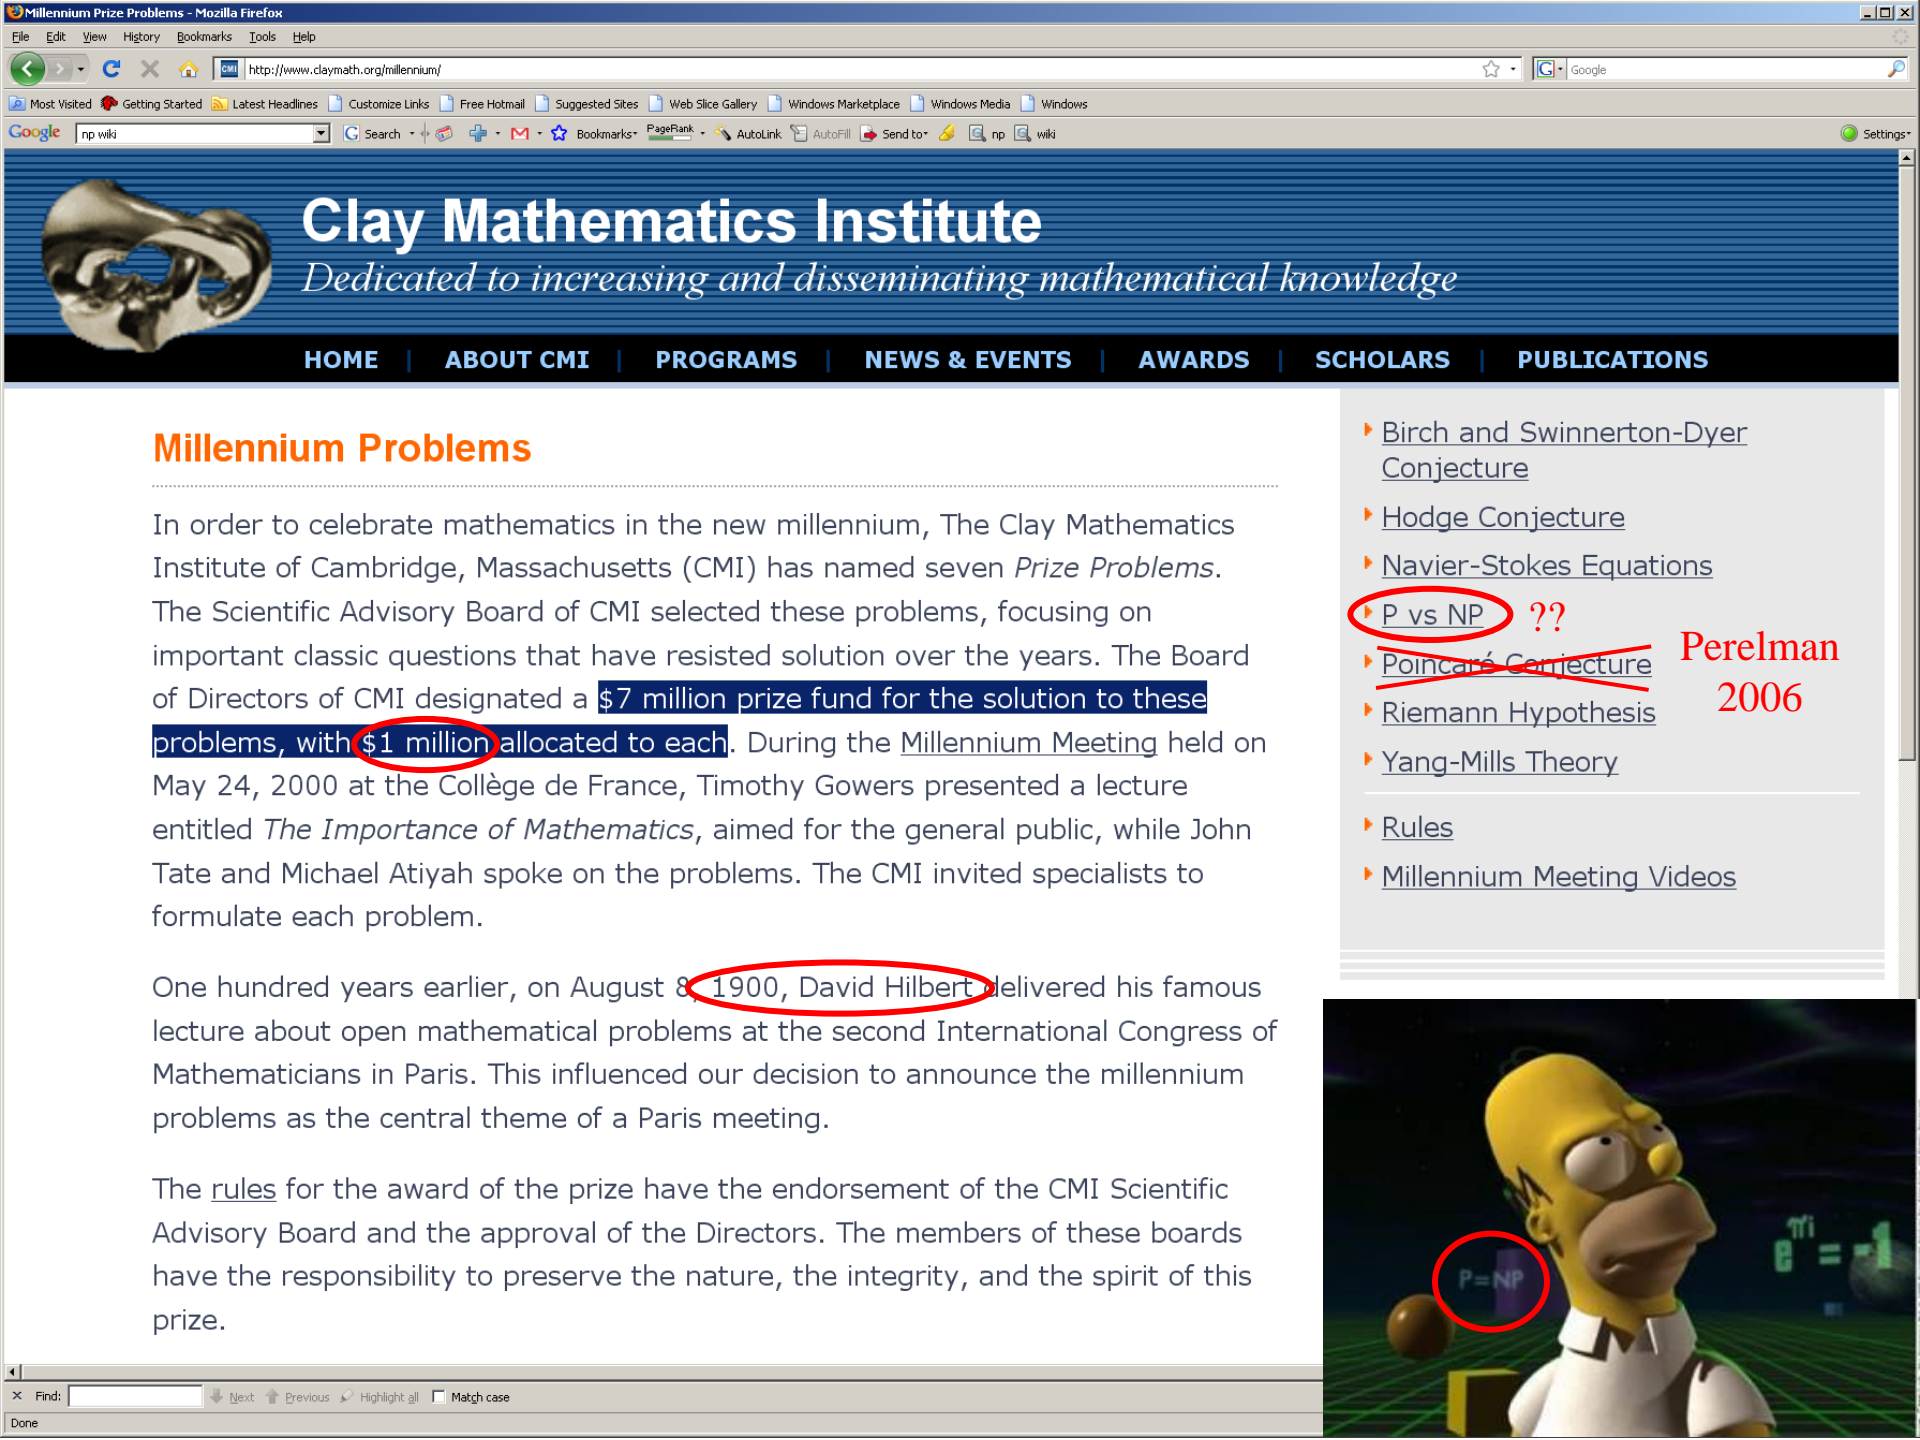 Millennium Prize Problems - Mozilla Firefox
File Edit View History Bookmarks Tools Help
CMI http://www.claymath.org/millennium/ G Google
Most Visited Getting Started Latest Headlines Customize Links Free Hotmail Suggested Sites Web Slice Gallery Windows Marketplace Windows Media Windows
Google np wiki G Search Bookmarks PageRank AutoLink AutoFill Send to np wiki Settings
Clay Mathematics Institute
Dedicated to increasing and disseminating mathematical knowledge
HOME | ABOUT CMI | PROGRAMS | NEWS & EVENTS | AWARDS | SCHOLARS | PUBLICATIONS
Millennium Problems
In order to celebrate mathematics in the new millennium, The Clay Mathematics
Institute of Cambridge, Massachusetts (CMI) has named seven Prize Problems.
The Scientific Advisory Board of CMI selected these problems, focusing on
important classic questions that have resisted solution over the years. The Board
of Directors of CMI designated a $7 million prize fund for the solution to these
problems, with $1 million allocated to each. During the Millennium Meeting held on
May 24, 2000 at the Collège de France, Timothy Gowers presented a lecture
entitled The Importance of Mathematics, aimed for the general public, while John
Tate and Michael Atiyah spoke on the problems. The CMI invited specialists to
formulate each problem.
One hundred years earlier, on August 8, 1900, David Hilbert delivered his famous
lecture about open mathematical problems at the second International Congress of
Mathematicians in Paris. This influenced our decision to announce the millennium
problems as the central theme of a Paris meeting.
The rules for the award of the prize have the endorsement of the CMI Scientific
Advisory Board and the approval of the Directors. The members of these boards
have the responsibility to preserve the nature, the integrity, and the spirit of this
prize.
Birch and Swinnerton-Dyer
Conjecture
Hodge Conjecture
Navier-Stokes Equations
P vs NP ??
Poincaré Conjecture
Perelman
2006
Riemann Hypothesis
Yang-Mills Theory
Rules
Millennium Meeting Videos
P=NP
e^πi = -1
× Find: Next Previous Highlight all Match case
Done